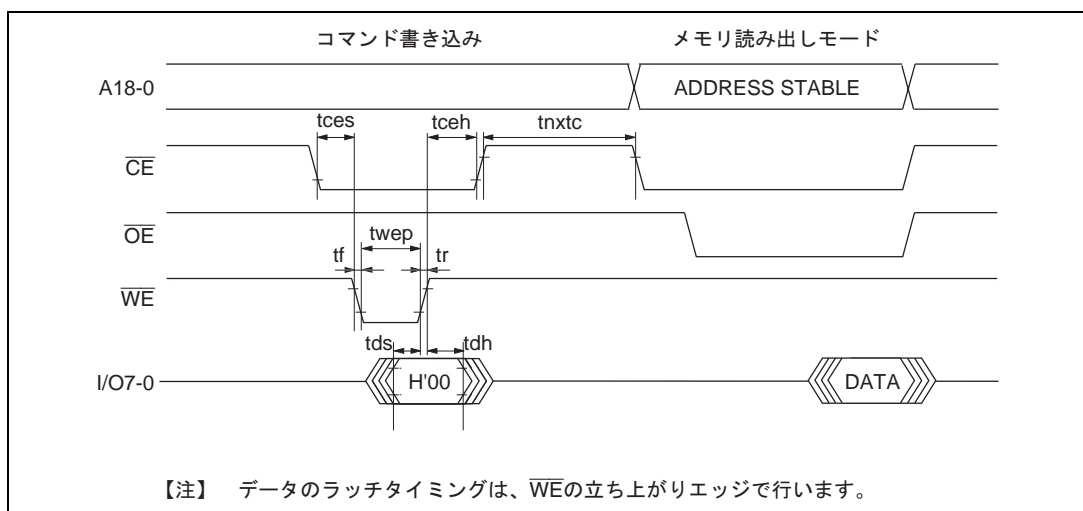 コマンド書き込み メモリ読み出しモード
A18-0 ADDRESS STABLE
tces tceh tnxtc
CE
OE
twep
tf tr
WE
tds tdh
I/O7-0 H'00 DATA
【注】 データのラッチタイミングは、WEの立ち上がりエッジで行います。